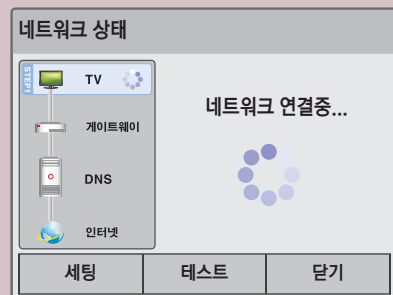 네트워크 상태
STEP1
TV
게이트웨이
DNS
인터넷
네트워크 연결중...
세팅 테스트 닫기